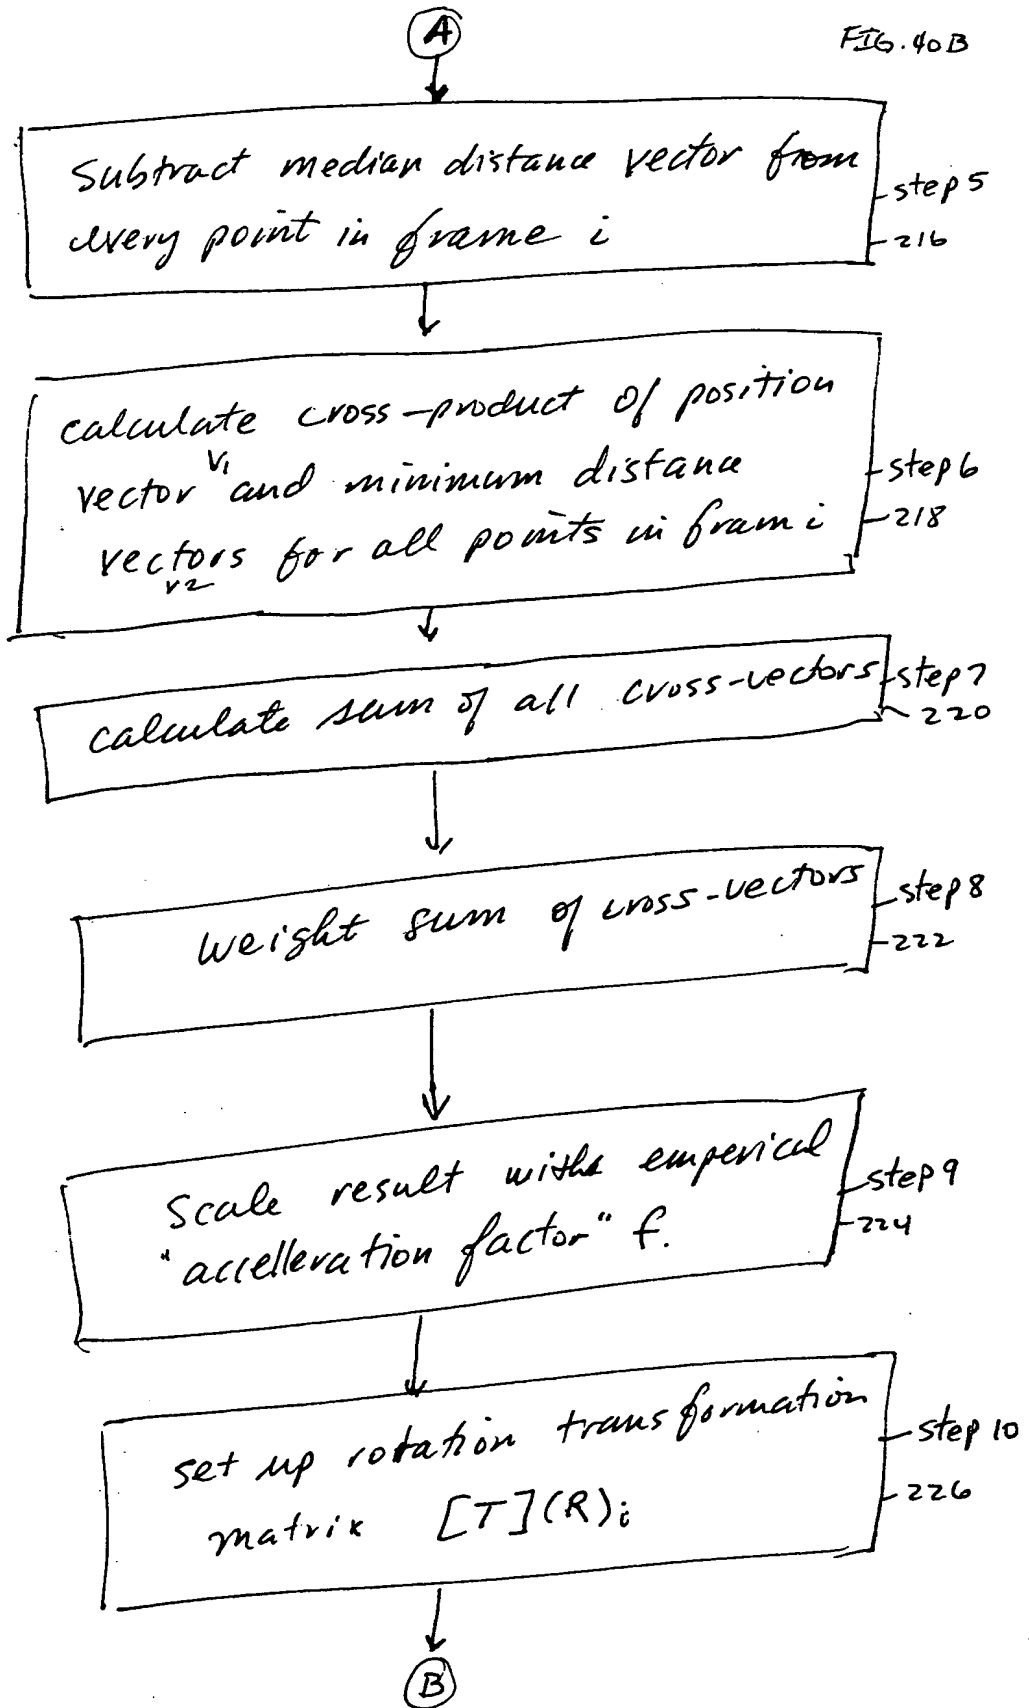 A
FIG. 40B
Subtract median distance vector from
every point in frame i
step 5
216
calculate cross-product of position
vector v1 and minimum distance
vectors for all points in fram i
v2
step 6
218
calculate sum of all cross-vectors
step 7
220
weight sum of cross-vectors
step 8
222
Scale result with emperical
"accelleration factor" f.
step 9
224
set up rotation transformation
matrix [T](R)i
step 10
226
B